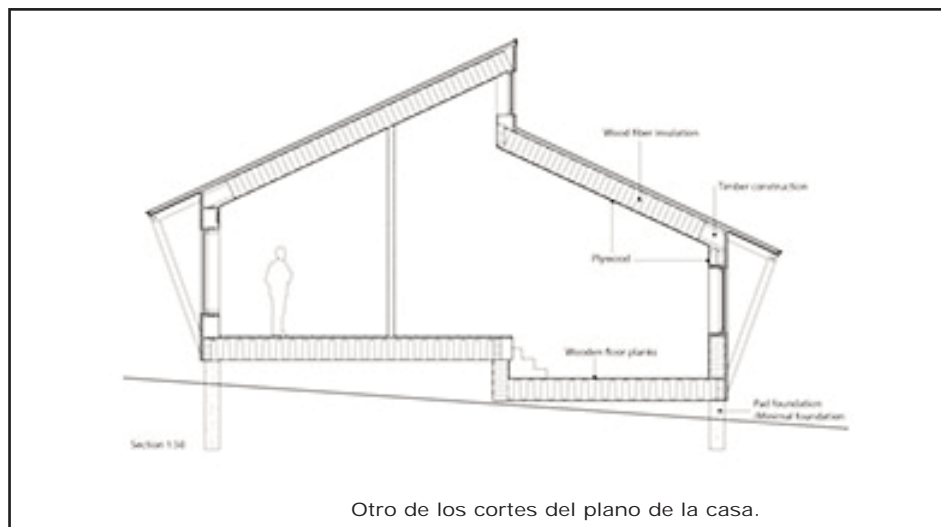 Wood fiber insulation
Timber construction
Plywood
Wooden floor planks
Pad foundation
/Minimal foundation
Section 1:50
Otro de los cortes del plano de la casa.